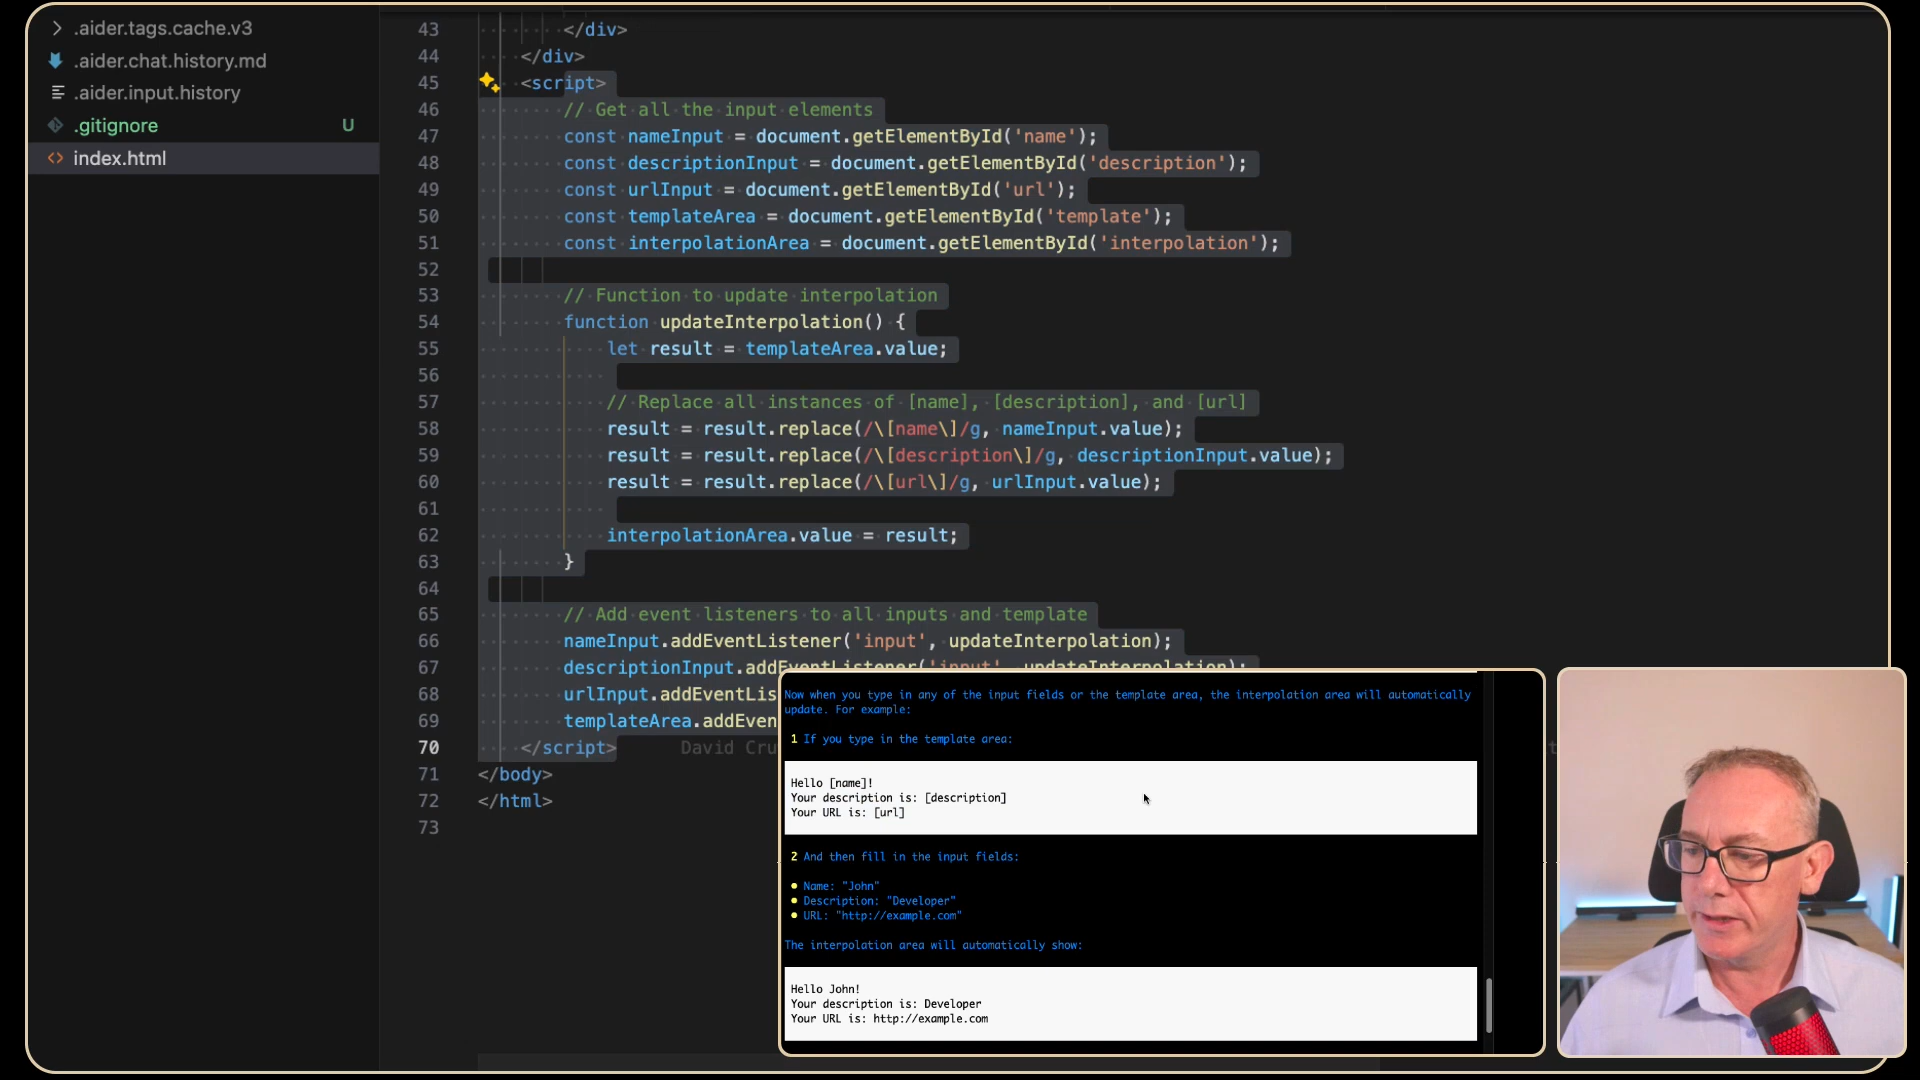 .aider.tags.cache.v3
.aider.chat.history.md
.aider.input.history
.gitignore U
index.html
43 </div>
44 </div>
45 <script>
46 // Get all the input elements
47 const nameInput = document.getElementById('name');
48 const descriptionInput = document.getElementById('description');
49 const urlInput = document.getElementById('url');
50 const templateArea = document.getElementById('template');
51 const interpolationArea = document.getElementById('interpolation');
52
53 // Function to update interpolation
54 function updateInterpolation() {
55 let result = templateArea.value;
56
57 // Replace all instances of [name], [description], and [url]
58 result = result.replace(/\[name\]/g, nameInput.value);
59 result = result.replace(/\[description\]/g, descriptionInput.value);
60 result = result.replace(/\[url\]/g, urlInput.value);
61
62 interpolationArea.value = result;
63 }
64
65 // Add event listeners to all inputs and template
66 nameInput.addEventListener('input', updateInterpolation);
67 descriptionInput.addEventListener('input', updateInterpolation);
68 urlInput.addEventLis
69 templateArea.addEven
70 </script> David Cru
71 </body>
72 </html>
73
Now when you type in any of the input fields or the template area, the interpolation area will automatically
update. For example:
1 If you type in the template area:
Hello [name]!
Your description is: [description]
Your URL is: [url]
2 And then fill in the input fields:
• Name: "John"
• Description: "Developer"
• URL: "http://example.com"
The interpolation area will automatically show:
Hello John!
Your description is: Developer
Your URL is: http://example.com